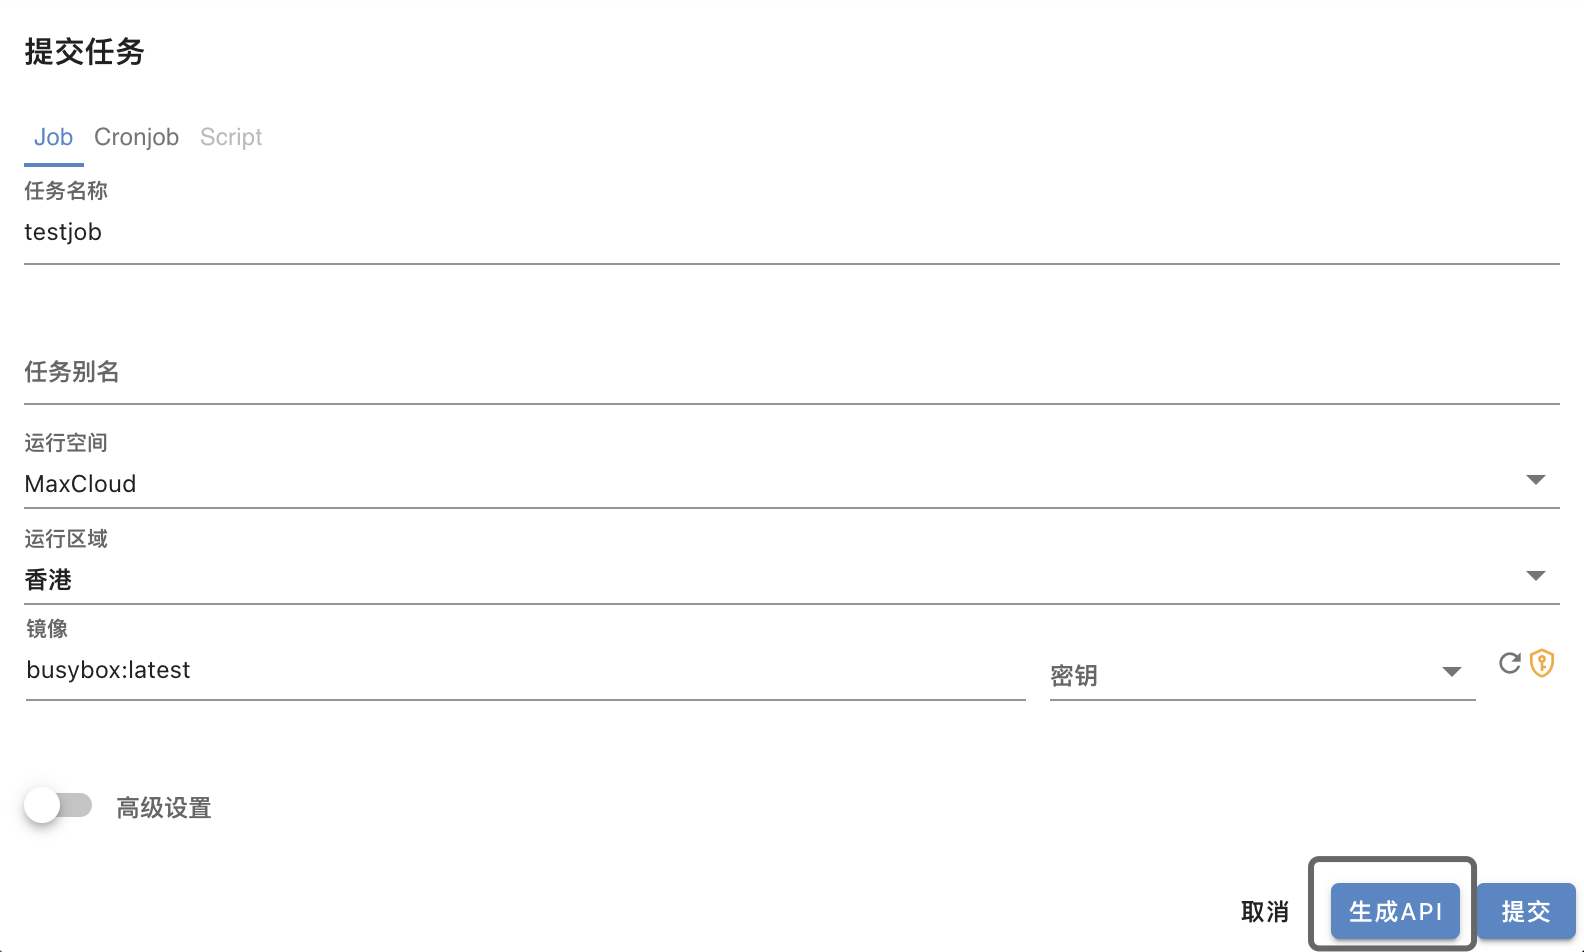 提交任务
Job Cronjob Script
任务名称
testjob
任务别名
运行空间
MaxCloud
运行区域
香港
镜像
busybox:latest 密钥
高级设置
取消 生成API 提交